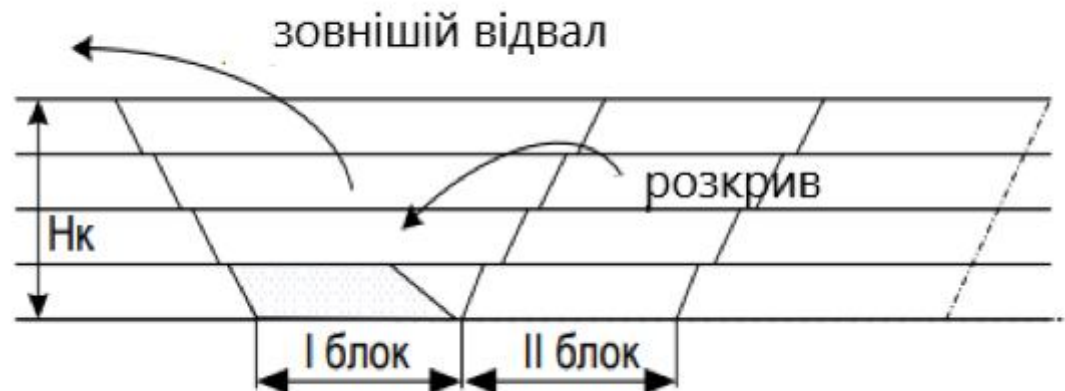 зовнішій відвал
розкрив
Нк
І блок
ІІ блок